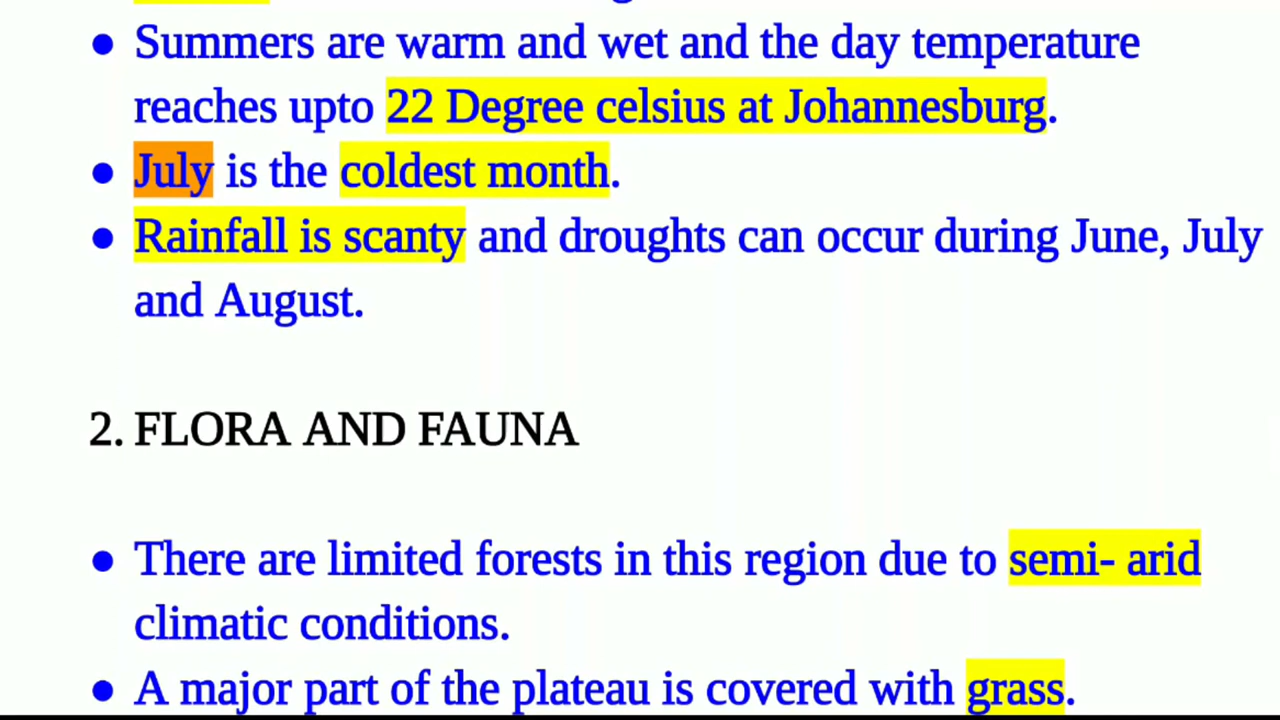 ● Summers are warm and wet and the day temperature
reaches upto 22 Degree celsius at Johannesburg.
● July is the coldest month.
● Rainfall is scanty and droughts can occur during June, July
and August.
2. FLORA AND FAUNA
● There are limited forests in this region due to semi- arid
climatic conditions.
● A major part of the plateau is covered with grass.